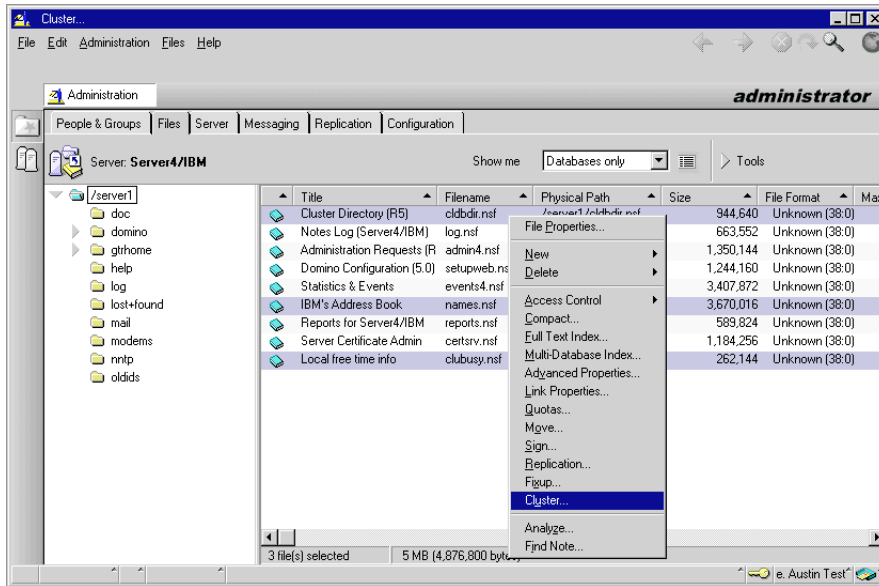 Cluster...
File Edit Administration Files Help
Administration
administrator
People & Groups Files Server Messaging Replication Configuration
Server: Server4/IBM Show me Databases only Tools
/server1
doc
domino
gtrhome
help
log
lost+found
mail
modems
nntp
oldids
Title Filename Physical Path Size File Format Max
Cluster Directory (R5) cldbdir.nsf /server1/cldbdir.nsf 944,640 Unknown (38:0)
Notes Log (Server4/IBM) log.nsf 663,552 Unknown (38:0)
Administration Requests (R admin4.nsf 1,350,144 Unknown (38:0)
Domino Configuration (5.0) setupweb.ns 1,244,160 Unknown (38:0)
Statistics & Events events4.nsf 3,407,872 Unknown (38:0)
IBM's Address Book names.nsf 3,670,016 Unknown (38:0)
Reports for Server4/IBM reports.nsf 589,824 Unknown (38:0)
Server Certificate Admin certsrv.nsf 1,184,256 Unknown (38:0)
Local free time info clubusy.nsf 262,144 Unknown (38:0)
File Properties...
New
Delete
Access Control
Compact...
Full Text Index...
Multi-Database Index...
Advanced Properties...
Link Properties...
Quotas...
Move...
Sign...
Replication...
Fixup...
Cluster...
Analyze...
Find Note...
3 file(s) selected 5 MB (4,876,800 bytes)
e. Austin Test